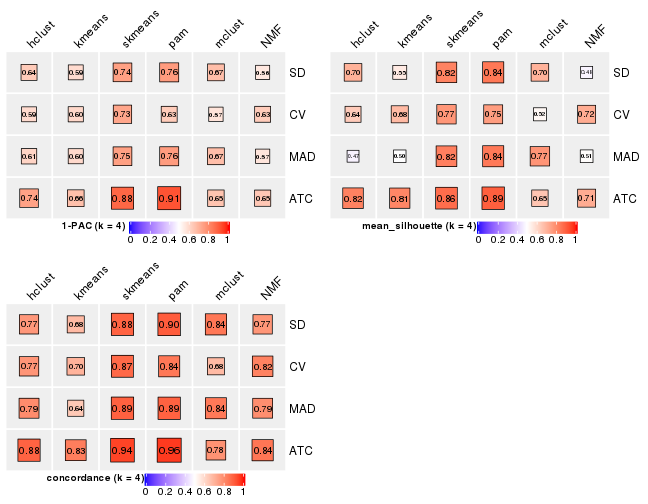 hclust kmeans skmeans pam mclust NMF
0.64 0.59 0.74 0.76 0.67 0.56 SD
0.59 0.60 0.73 0.63 0.57 0.63 CV
0.61 0.60 0.75 0.76 0.67 0.57 MAD
0.74 0.66 0.88 0.91 0.65 0.65 ATC
1-PAC (k = 4)
0 0.2 0.4 0.6 0.8 1
hclust kmeans skmeans pam mclust NMF
0.70 0.55 0.82 0.84 0.70 SD
0.64 0.68 0.77 0.75 0.52 0.72 CV
0.47 0.50 0.82 0.84 0.77 0.51 MAD
0.82 0.81 0.86 0.89 0.65 0.71 ATC
mean_silhouette (k = 4)
0 0.2 0.4 0.6 0.8 1
hclust kmeans skmeans pam mclust NMF
0.77 0.68 0.88 0.90 0.84 0.77 SD
0.77 0.70 0.87 0.84 0.68 0.82 CV
0.79 0.64 0.89 0.89 0.84 0.79 MAD
0.88 0.83 0.94 0.96 0.78 0.84 ATC
concordance (k = 4)
0 0.2 0.4 0.6 0.8 1